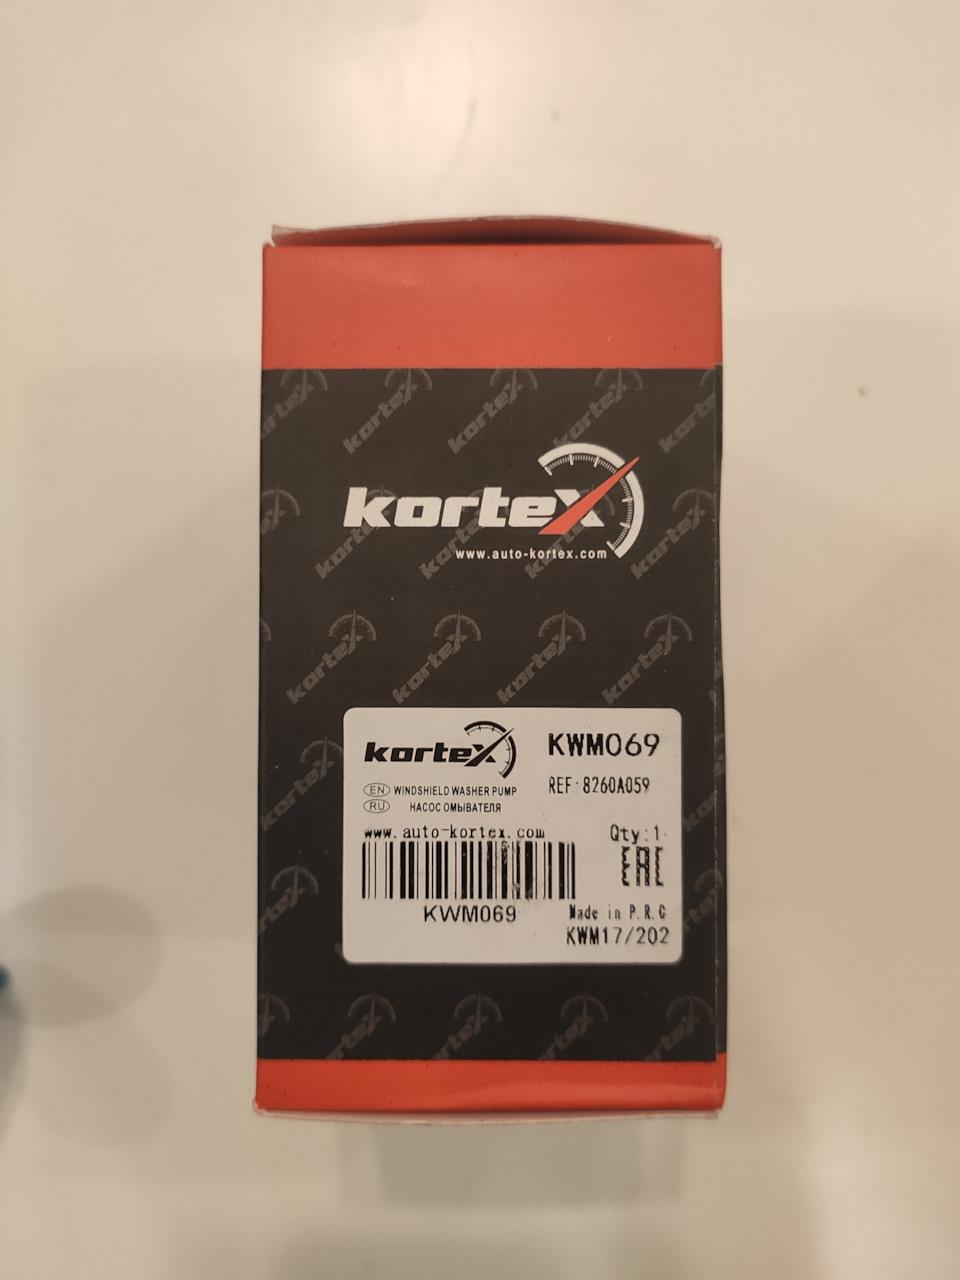 kortex
www.auto-kortex.com
kortex KWM069
EN WINDSHIELD WASHER PUMP REF: 8260A059
RU НАСОС ОМЫВАТЕЛЯ
www.auto-kortex.com Qty:1
EAC
KWM069 Made in P.R.C
KWM17/202